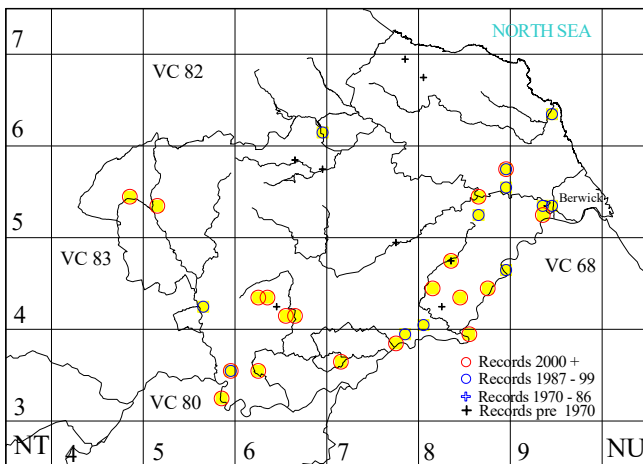 7
NORTH SEA
VC 82
6
Berwick
5
VC 83
VC 68
4
Records 2000 +
Records 1987 - 99
VC 80
Records 1970 - 86
Records pre 1970
3
NT 4 5 6 7 8 9 NU